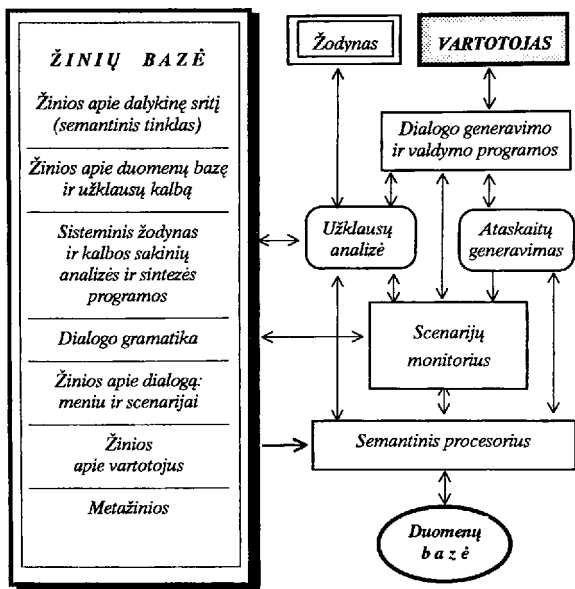 ŽINIŲ BAZĖ
Žinios apie dalykinę sritį
(semantinis tinklas)
Žinios apie duomenų bazę
ir užklausų kalbą
Sisteminis žodynas
ir kalbos sakinių
analizės ir sintezės
programos
Dialogo gramatika
Žinios apie dialogą:
meniu ir scenarijai
Žinios
apie vartotojus
Metažinios
Žodynas
VARTOTOJAS
Dialogo generavimo
ir valdymo programos
Užklausų
analizė
Ataskaitų
generavimas
Scenarijų
monitorius
Semantinis procesorius
Duomenų
bazė